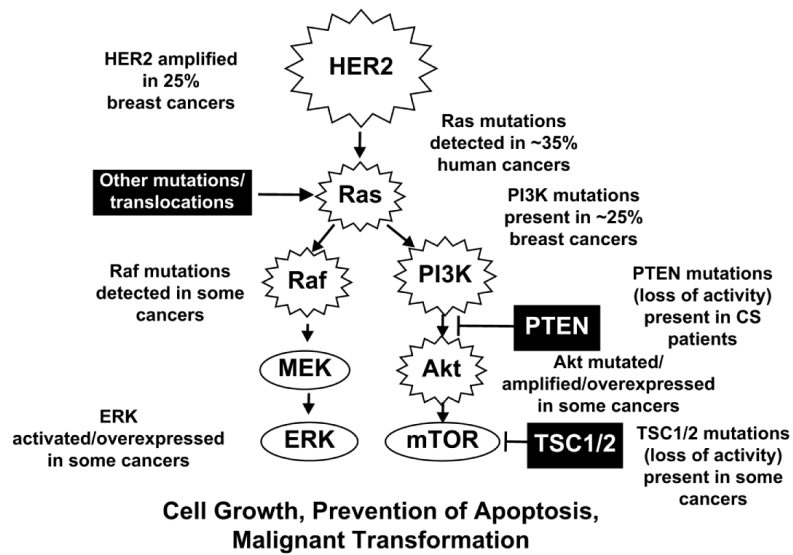 HER2 amplified
in 25%
breast cancers
HER2
Ras mutations
detected in ~35%
human cancers
Other mutations/
translocations
Ras
PI3K mutations
present in ~25%
breast cancers
Raf mutations
detected in some
cancers
Raf
PI3K
PTEN mutations
(loss of activity)
present in CS
patients
PTEN
MEK
Akt
Akt mutated/
amplified/overexpressed
in some cancers
ERK
activated/overexpressed
in some cancers
ERK
mTOR
TSC1/2
TSC1/2 mutations
(loss of activity)
present in some
cancers
Cell Growth, Prevention of Apoptosis,
Malignant Transformation